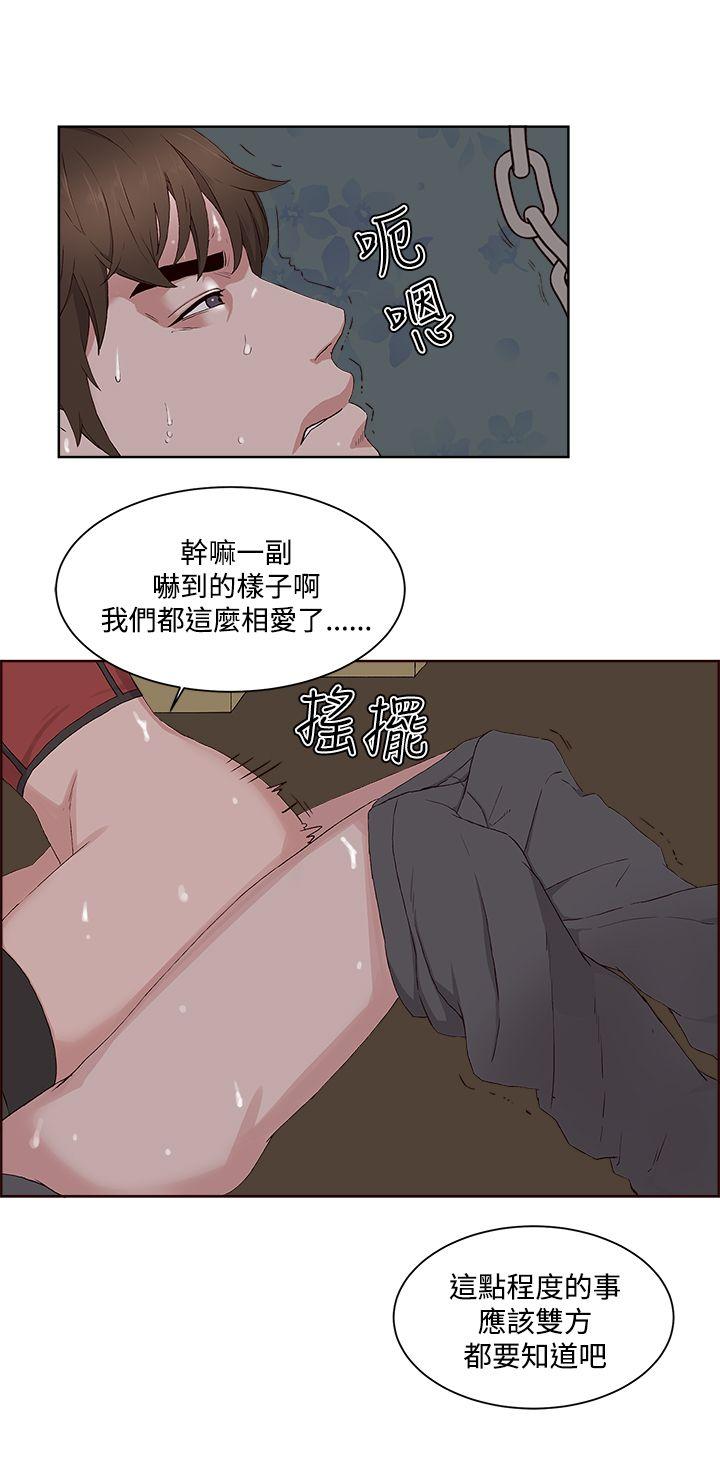 呃
嗯
幹嘛一副
嚇到的樣子啊
我們都這麼相愛了……
搖擺
這點程度的事
應該雙方
都要知道吧